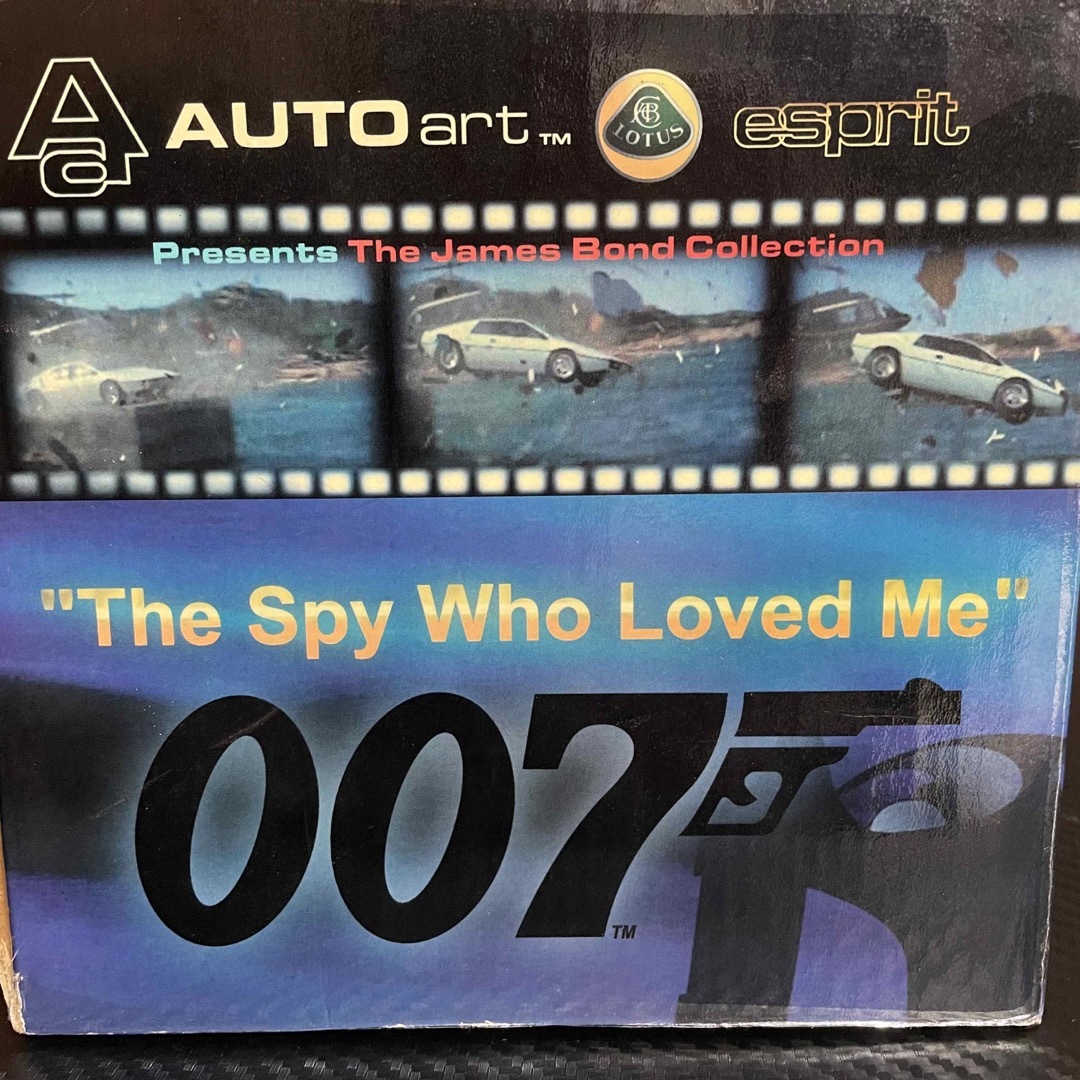 AUTOart™ LOTUS esprit
Presents The James Bond Collection
"The Spy Who Loved Me"
007™